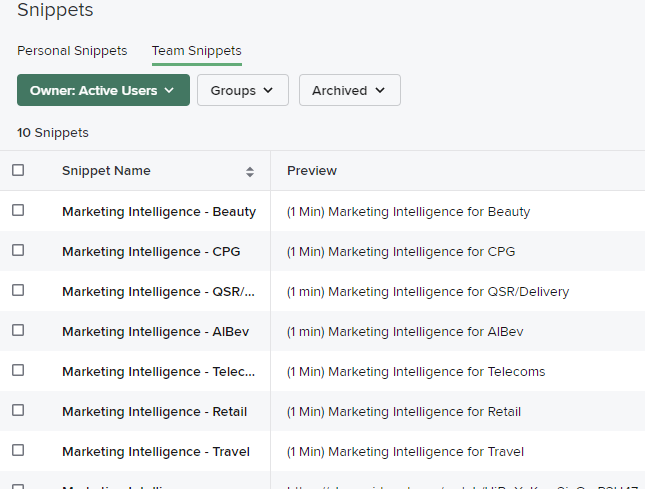 Snippets
Personal Snippets Team Snippets
Owner: Active Users Groups Archived
10 Snippets
Snippet Name Preview
Marketing Intelligence - Beauty (1 Min) Marketing Intelligence for Beauty
Marketing Intelligence - CPG (1 Min) Marketing Intelligence for CPG
Marketing Intelligence - QSR/... (1 min) Marketing Intelligence for QSR/Delivery
Marketing Intelligence - AlBev (1 min) Marketing Intelligence for AlBev
Marketing Intelligence - Telec... (1 Min) Marketing Intelligence for Telecoms
Marketing Intelligence - Retail (1 Min) Marketing Intelligence for Retail
Marketing Intelligence - Travel (1 Min) Marketing Intelligence for Travel